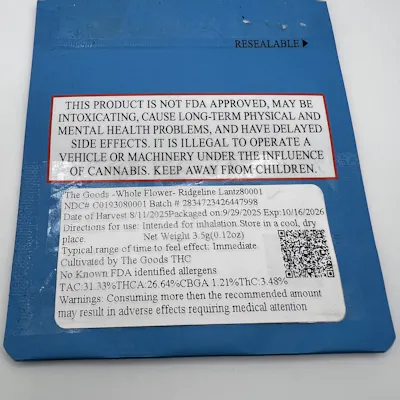 RESEALABLE
THIS PRODUCT IS NOT FDA APPROVED, MAY BE
INTOXICATING, CAUSE LONG-TERM PHYSICAL AND
MENTAL HEALTH PROBLEMS, AND HAVE DELAYED
SIDE EFFECTS. IT IS ILLEGAL TO OPERATE A
VEHICLE OR MACHINERY UNDER THE INFLUENCE
OF CANNABIS. KEEP AWAY FROM CHILDREN.
The Goods -Whole Flower- Ridgeline Lantz80001
NDC# C0193080001 Batch # 2834723426447998
Date of Harvest 8/11/2025Packaged on:9/29/2025 Exp:10/16/2026
Directions for use: Intended for inhalation.Store in a cool, dry
place. Net Weight 3.5g(0.12oz)
Typical range of time to feel effect: Immediate
Cultivated by The Goods THC
No Known FDA identified allergens
TAC:31.33%THCA:26.64%CBGA 1.21%ThC:3.48%
Warnings: Consuming more then the recommended amount
may result in adverse effects requiring medical attention